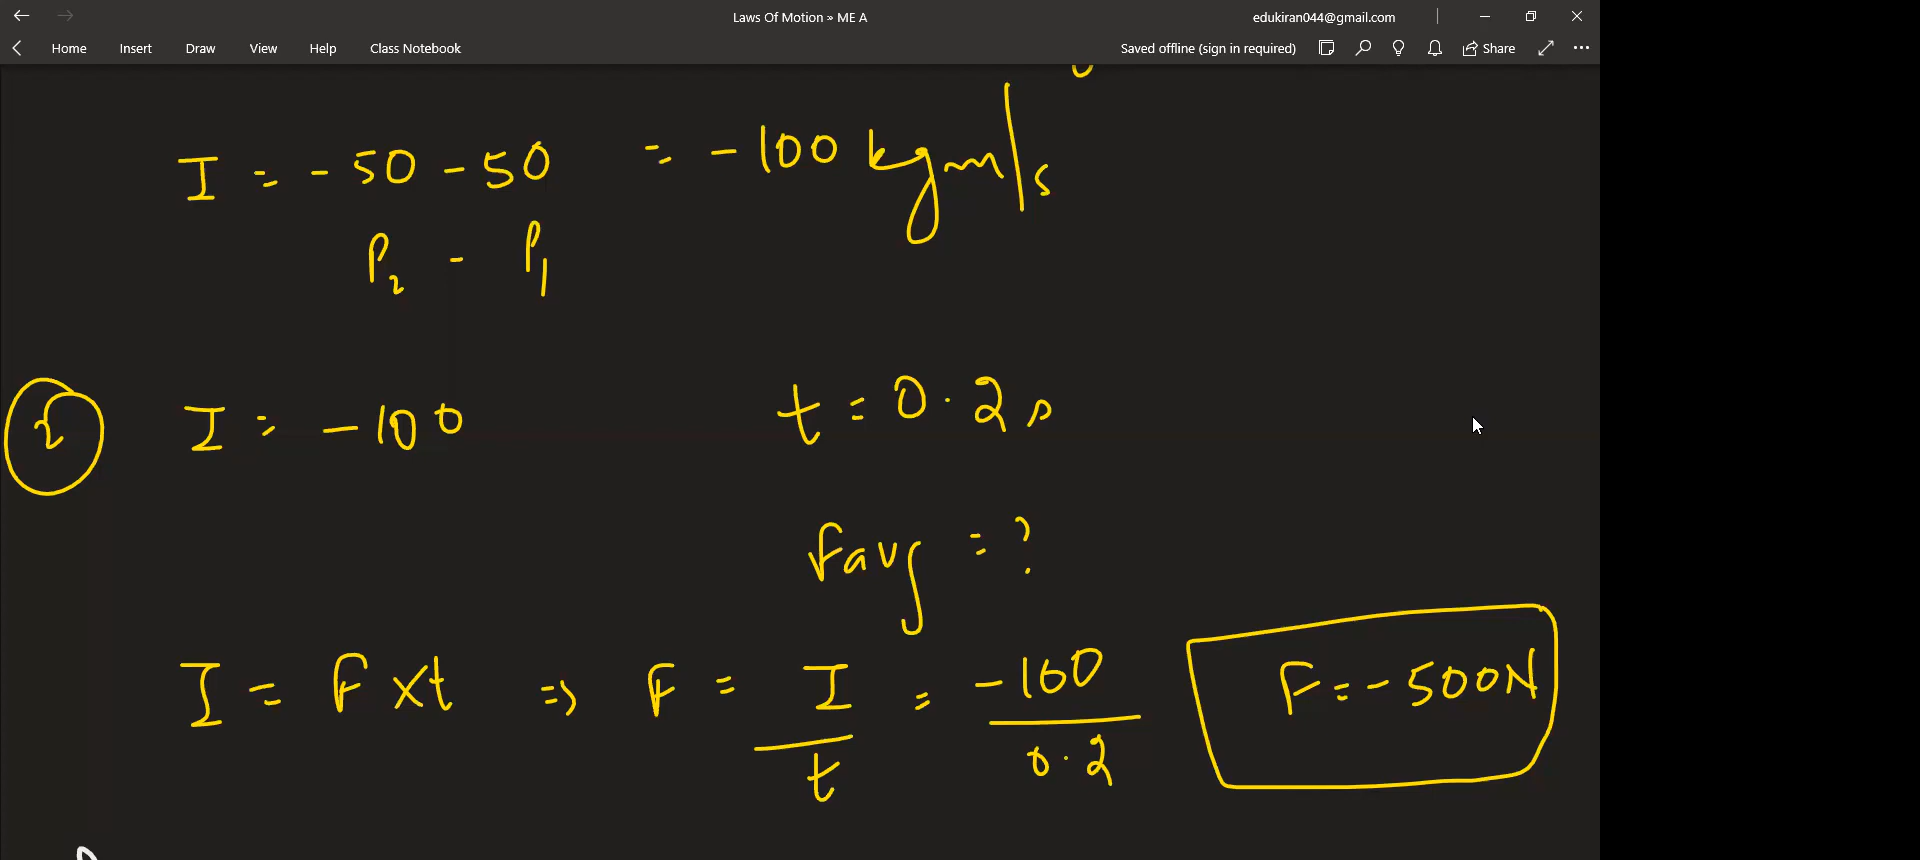 Laws Of Motion » ME A
edukiran044@gmail.com
Home Insert Draw View Help Class Notebook
Saved offline (sign in required)
Share
I = - 50 - 50 = - 100 kgm/s
P2 - P1
2
I = - 100
t = 0.2 s
Favg = ?
I = F x t => F = I/t = -100/0.2
F = - 500N